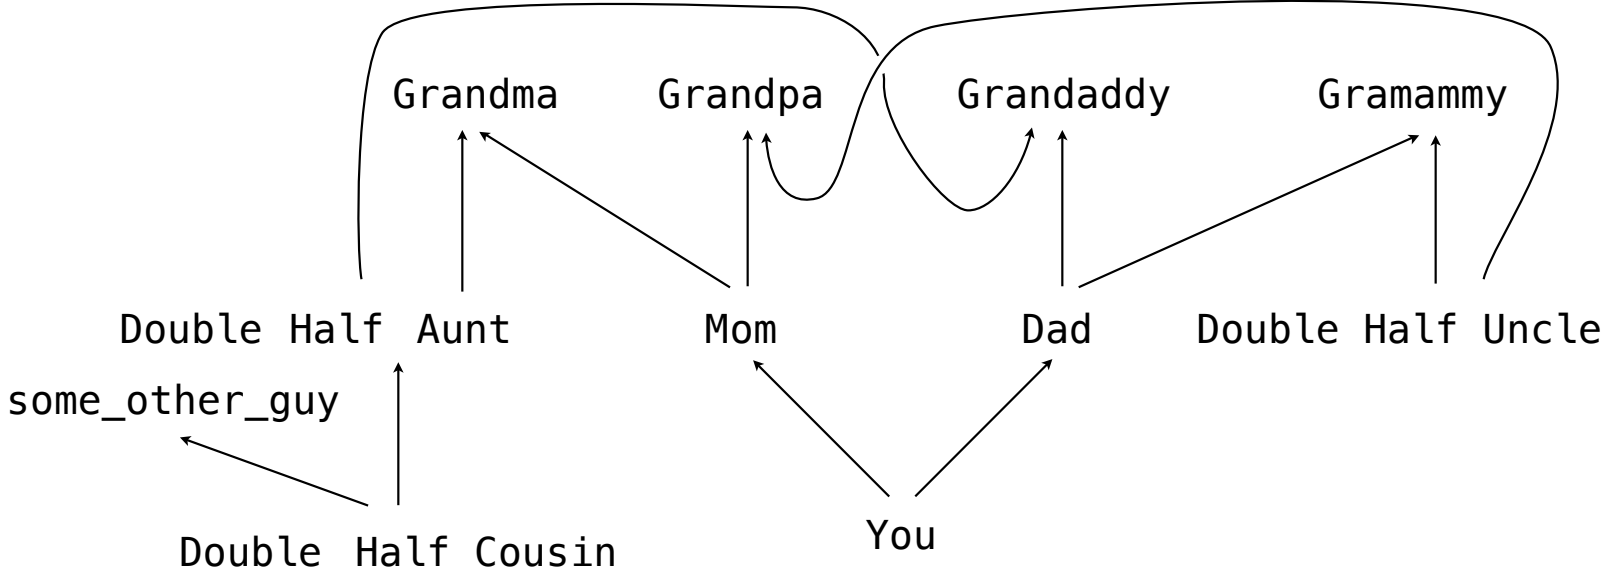 Grandma Grandpa Grandaddy Gramammy
Double Half Aunt Mom Dad Double Half Uncle
some_other_guy
You
Double Half Cousin